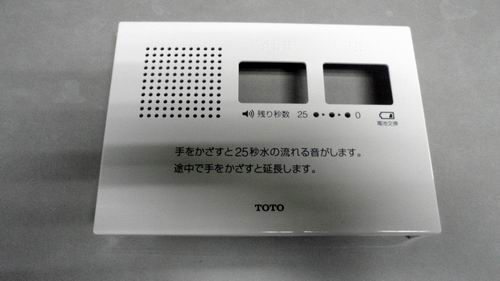 残り秒数 25 0
電池交換
手をかざすと25秒水の流れる音がします。
途中で手をかざすと延長します。
TOTO